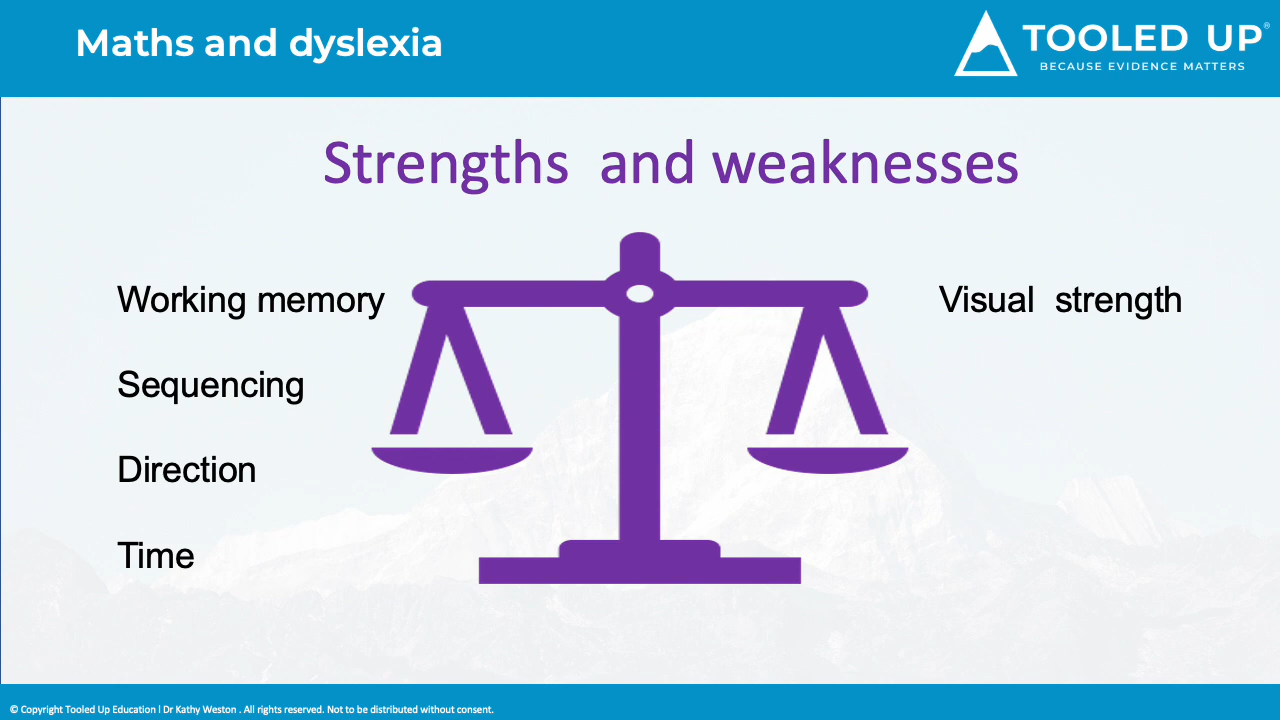 Maths and dyslexia
TOOLED UP®
BECAUSE EVIDENCE MATTERS
Strengths and weaknesses
Working memory
Sequencing
Direction
Time
Visual strength
© Copyright Tooled Up Education l Dr Kathy Weston . All rights reserved. Not to be distributed without consent.